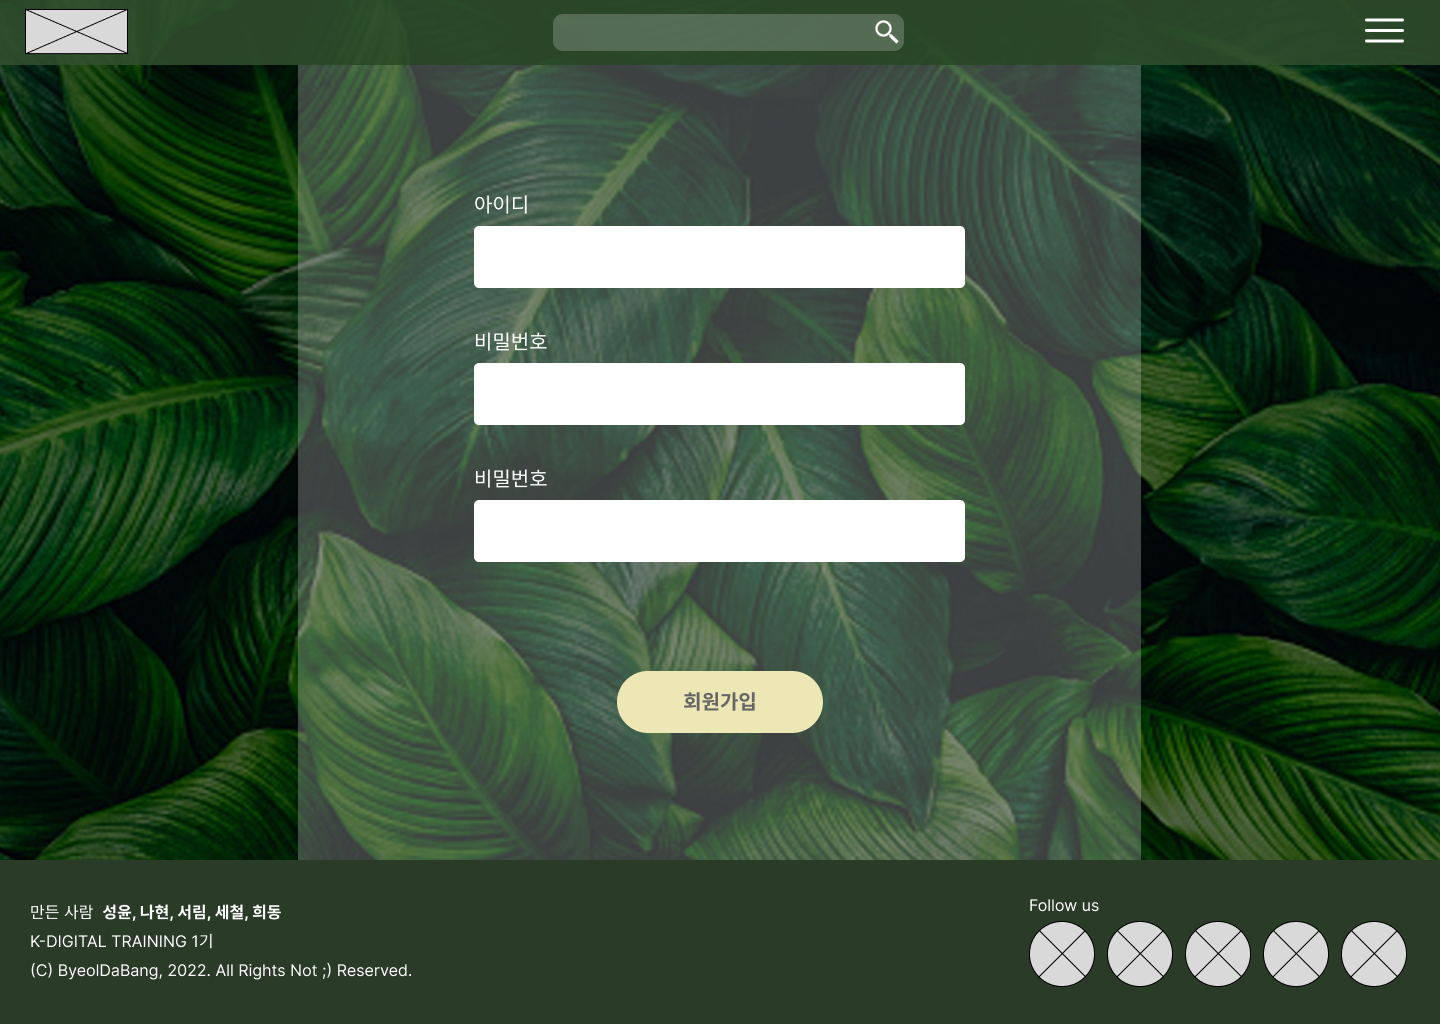 아이디
비밀번호
비밀번호
회원가입
만든 사람 성윤, 나현, 서림, 세철, 희동
K-DIGITAL TRAINING 1기
(C) ByeolDaBang, 2022. All Rights Not ;) Reserved.
Follow us